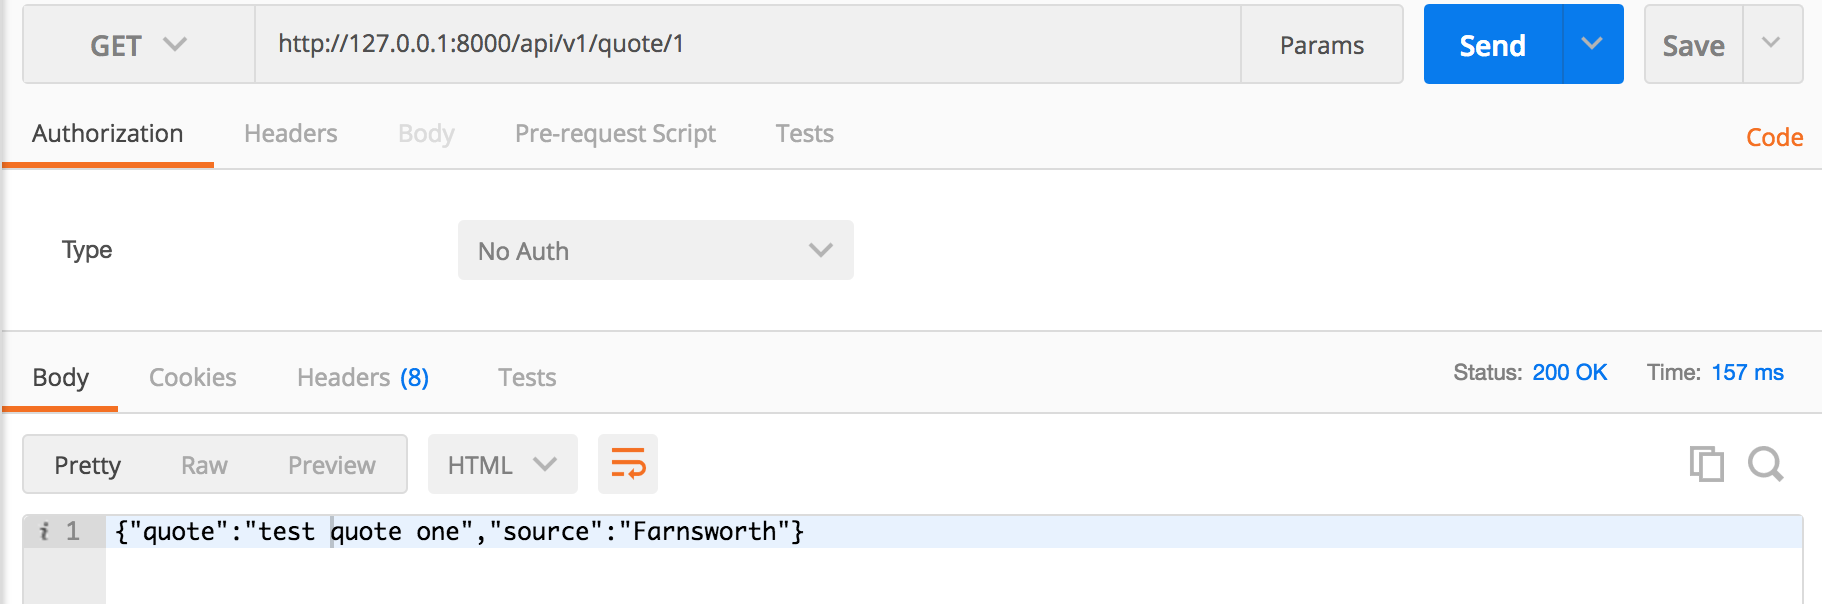 GET http://127.0.0.1:8000/api/v1/quote/1 Params Send Save
Authorization Headers Body Pre-request Script Tests Code
Type No Auth
Body Cookies Headers (8) Tests Status: 200 OK Time: 157 ms
Pretty Raw Preview HTML
i 1 {"quote":"test quote one","source":"Farnsworth"}